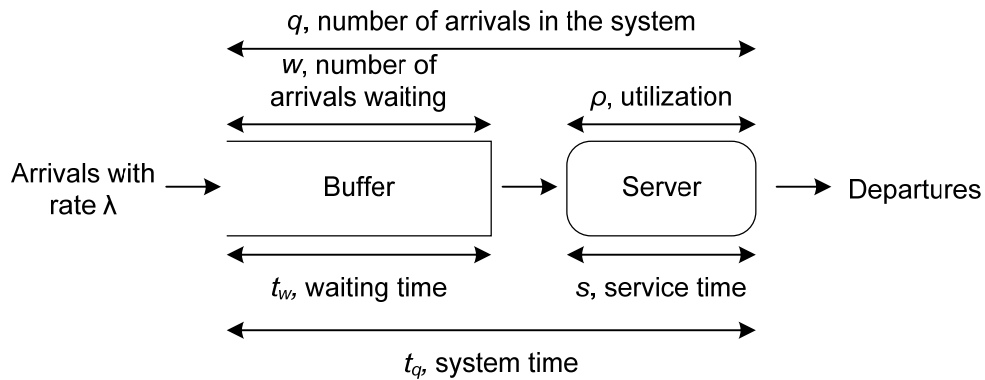 q, number of arrivals in the system
w, number of
arrivals waiting
ρ, utilization
Arrivals with
rate λ
Buffer
Server
Departures
tw, waiting time
s, service time
tq, system time